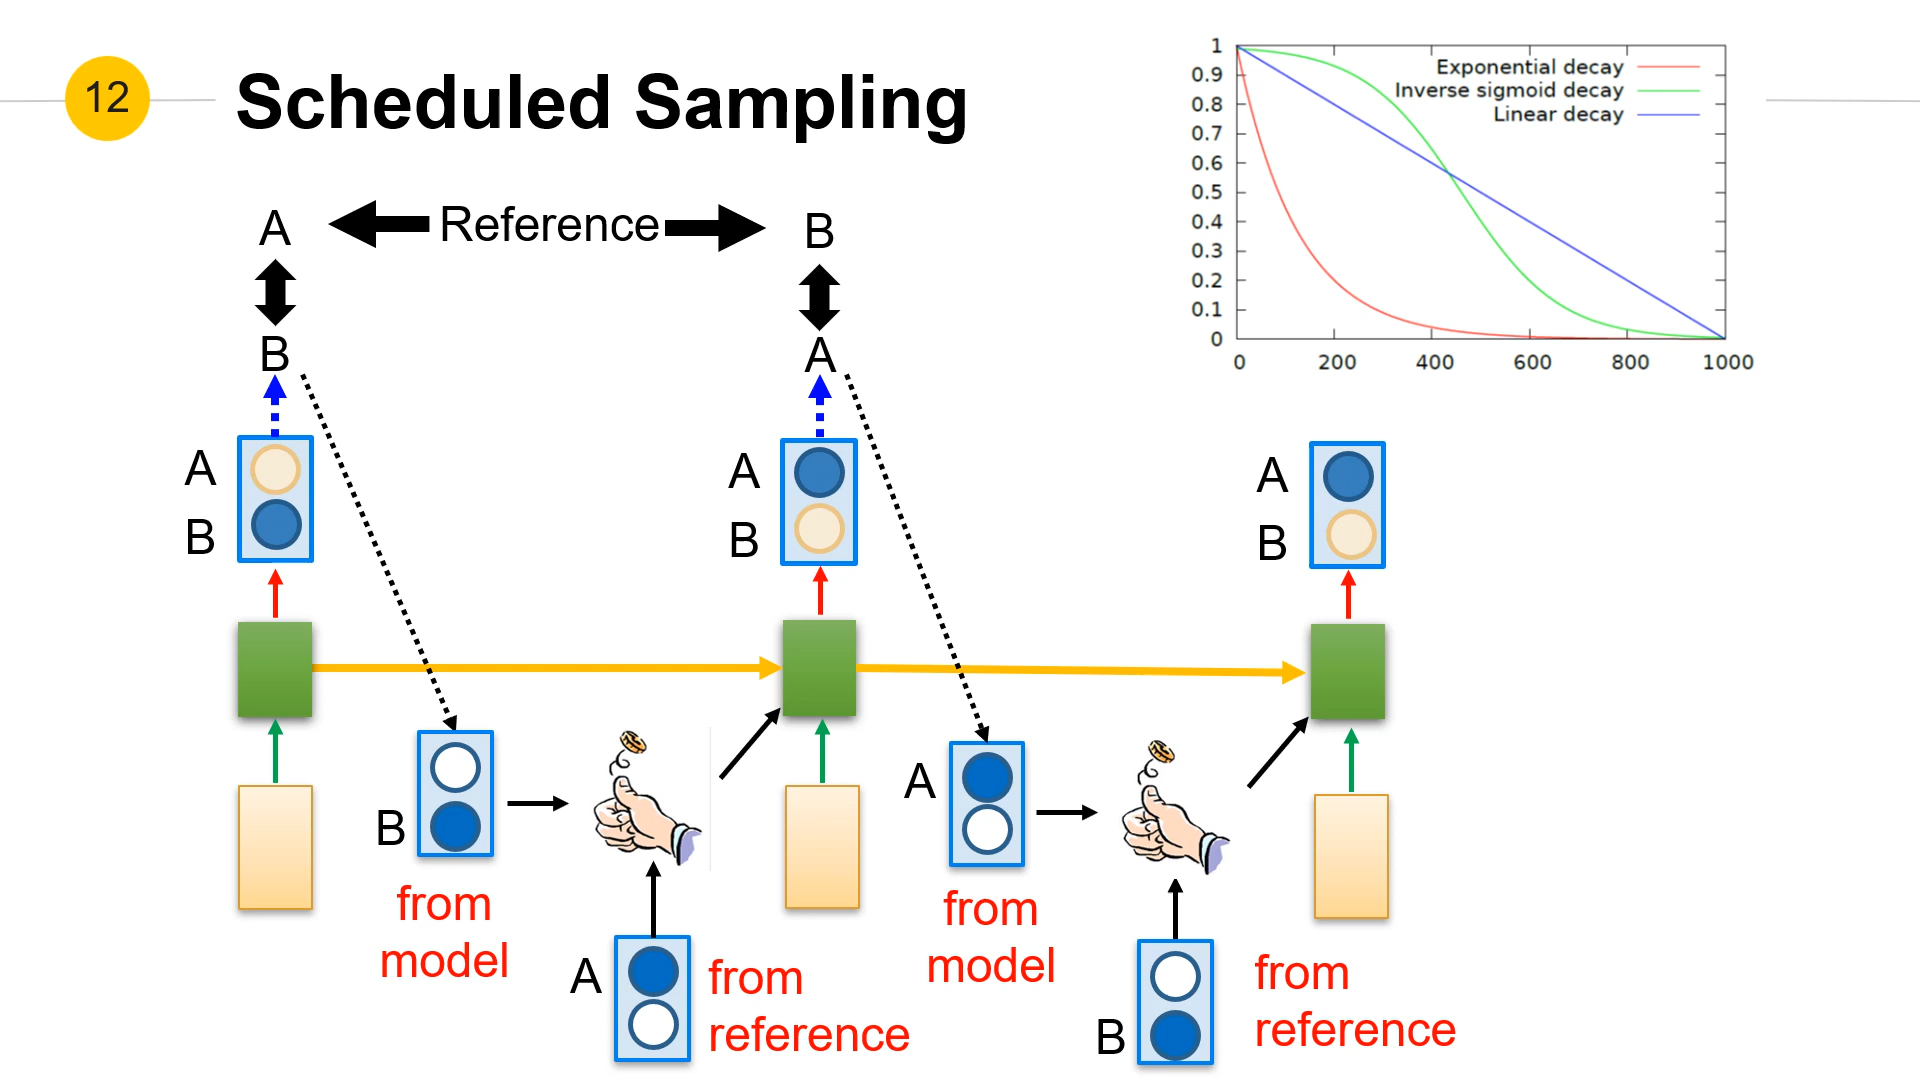 12
Scheduled Sampling
1
0.9
0.8
0.7
0.6
0.5
0.4
0.3
0.2
0.1
0
0 200 400 600 800 1000
Exponential decay
Inverse sigmoid decay
Linear decay
A Reference B
B A
A
B
A
B
A
B
B
from
model
A
from
reference
A
from
model
B
from
reference